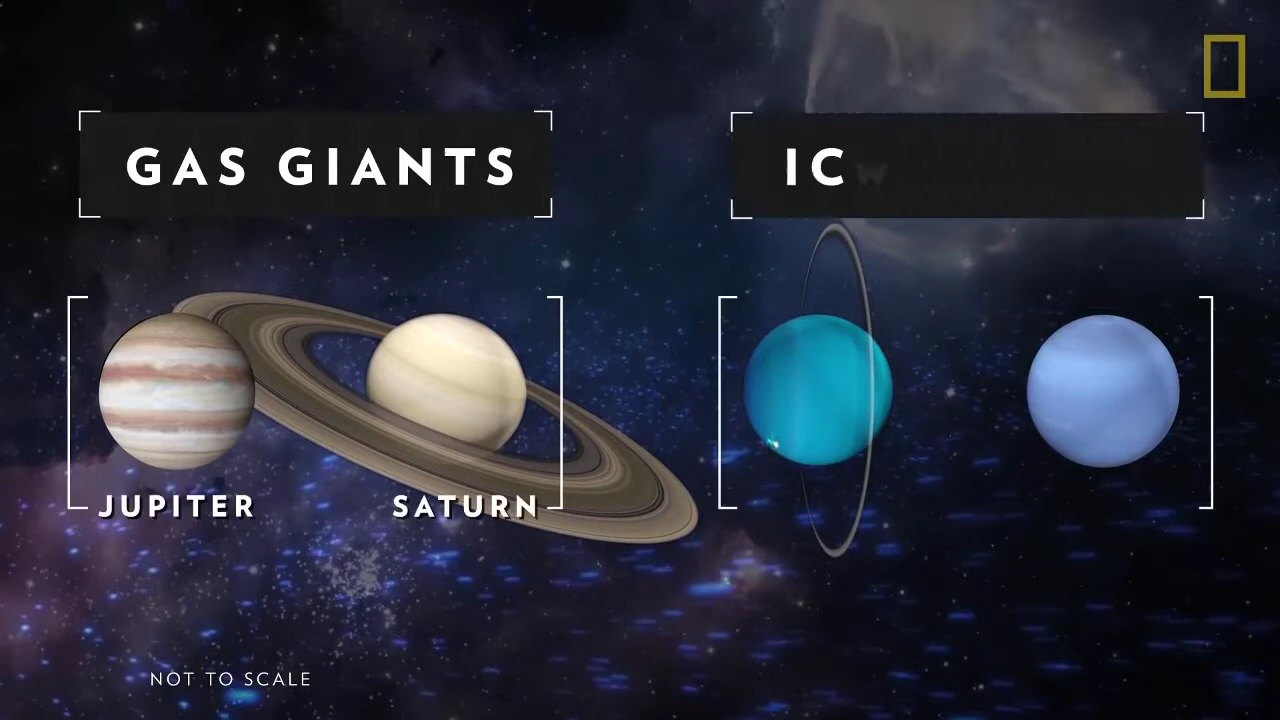 GAS GIANTS
IC
JUPITER
SATURN
NOT TO SCALE